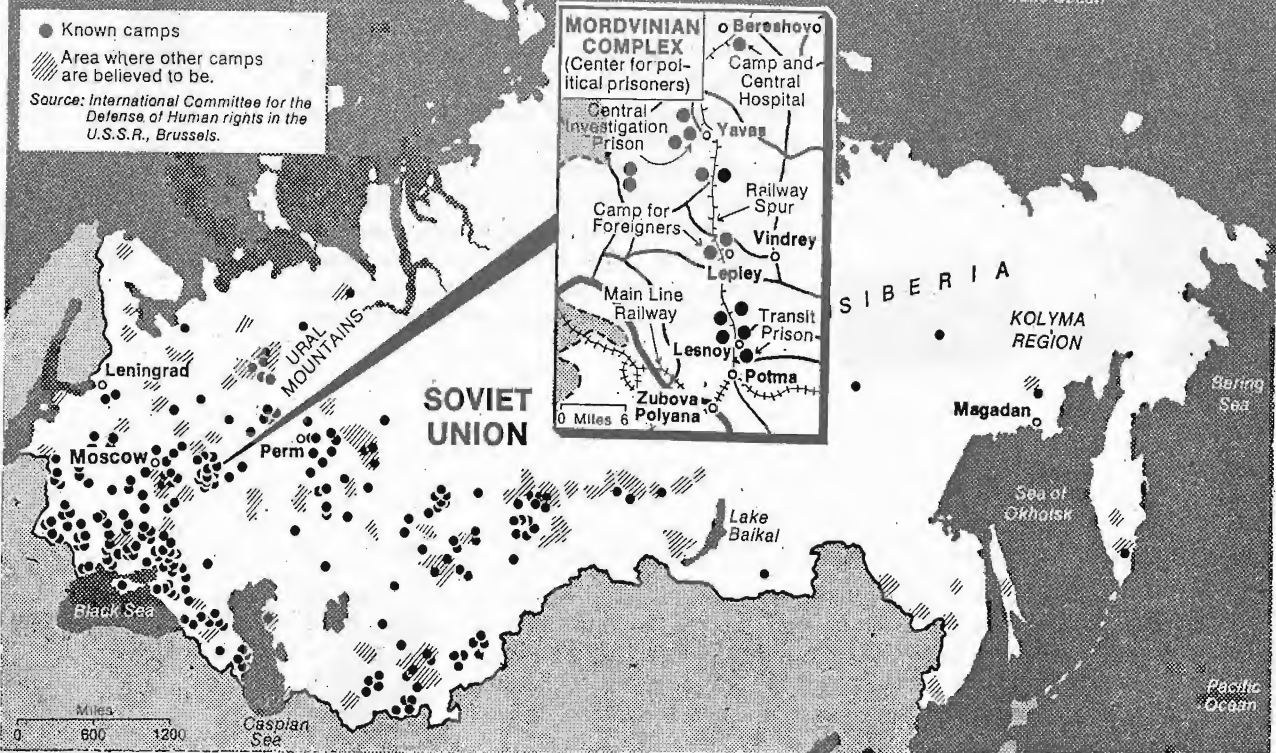 Known camps
Area where other camps
are believed to be.
Source: International Committee for the
Defense of Human rights in the
U.S.S.R., Brussels.
MORDVINIAN
COMPLEX
(Center for pol-
itical prisoners)
Bereshovo
Camp and
Central
Hospital
Central
Investigation
Prison
Yavas
Railway
Spur
Camp for
Foreigners
Vindrey
Lepley
Main Line
Railway
Transit
Prison
Lesnoy
Potma
Zubova
Polyana
0 Miles 6
SIBERIA
KOLYMA
REGION
Magadan
Bering
Sea
Sea of
Okhotsk
Pacific
Ocean
URAL
MOUNTAINS
Leningrad
SOVIET
UNION
Moscow
Perm
Lake
Baikal
Black Sea
Caspian
Sea
Miles
0 600 1200